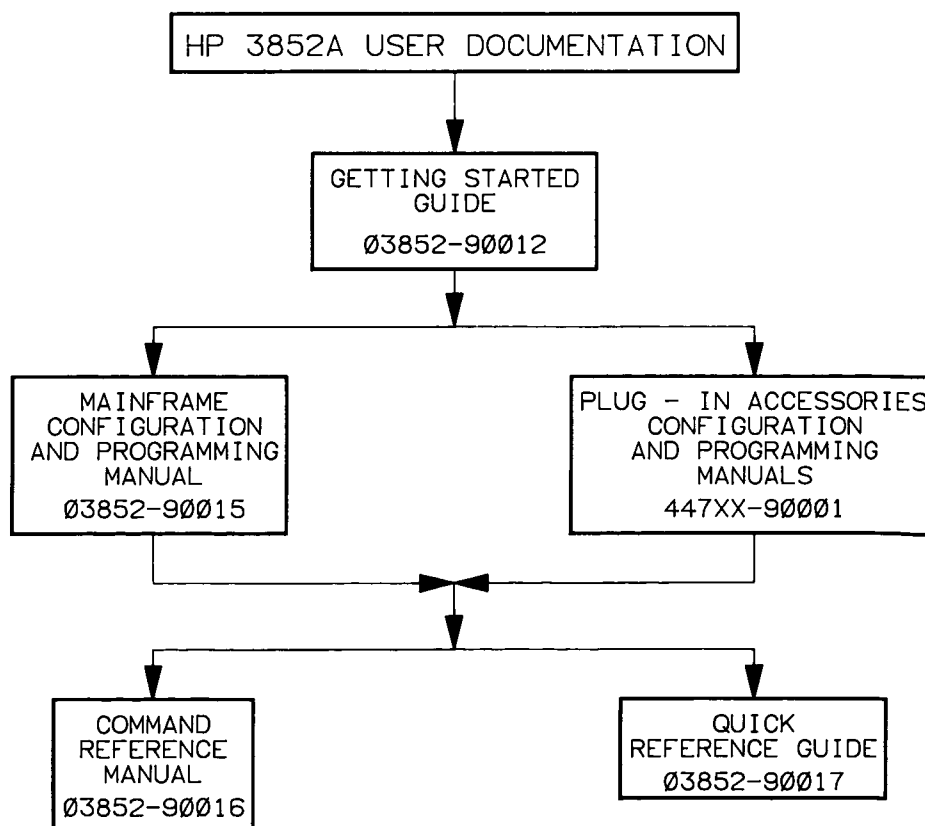 HP 3852A USER DOCUMENTATION
GETTING STARTED
GUIDE
Ø3852-9ØØ12
MAINFRAME
CONFIGURATION
AND PROGRAMMING
MANUAL
Ø3852-9ØØ15
PLUG - IN ACCESSORIES
CONFIGURATION
AND PROGRAMMING
MANUALS
447XX-9ØØØ1
COMMAND
REFERENCE
MANUAL
Ø3852-9ØØ16
QUICK
REFERENCE GUIDE
Ø3852-9ØØ17